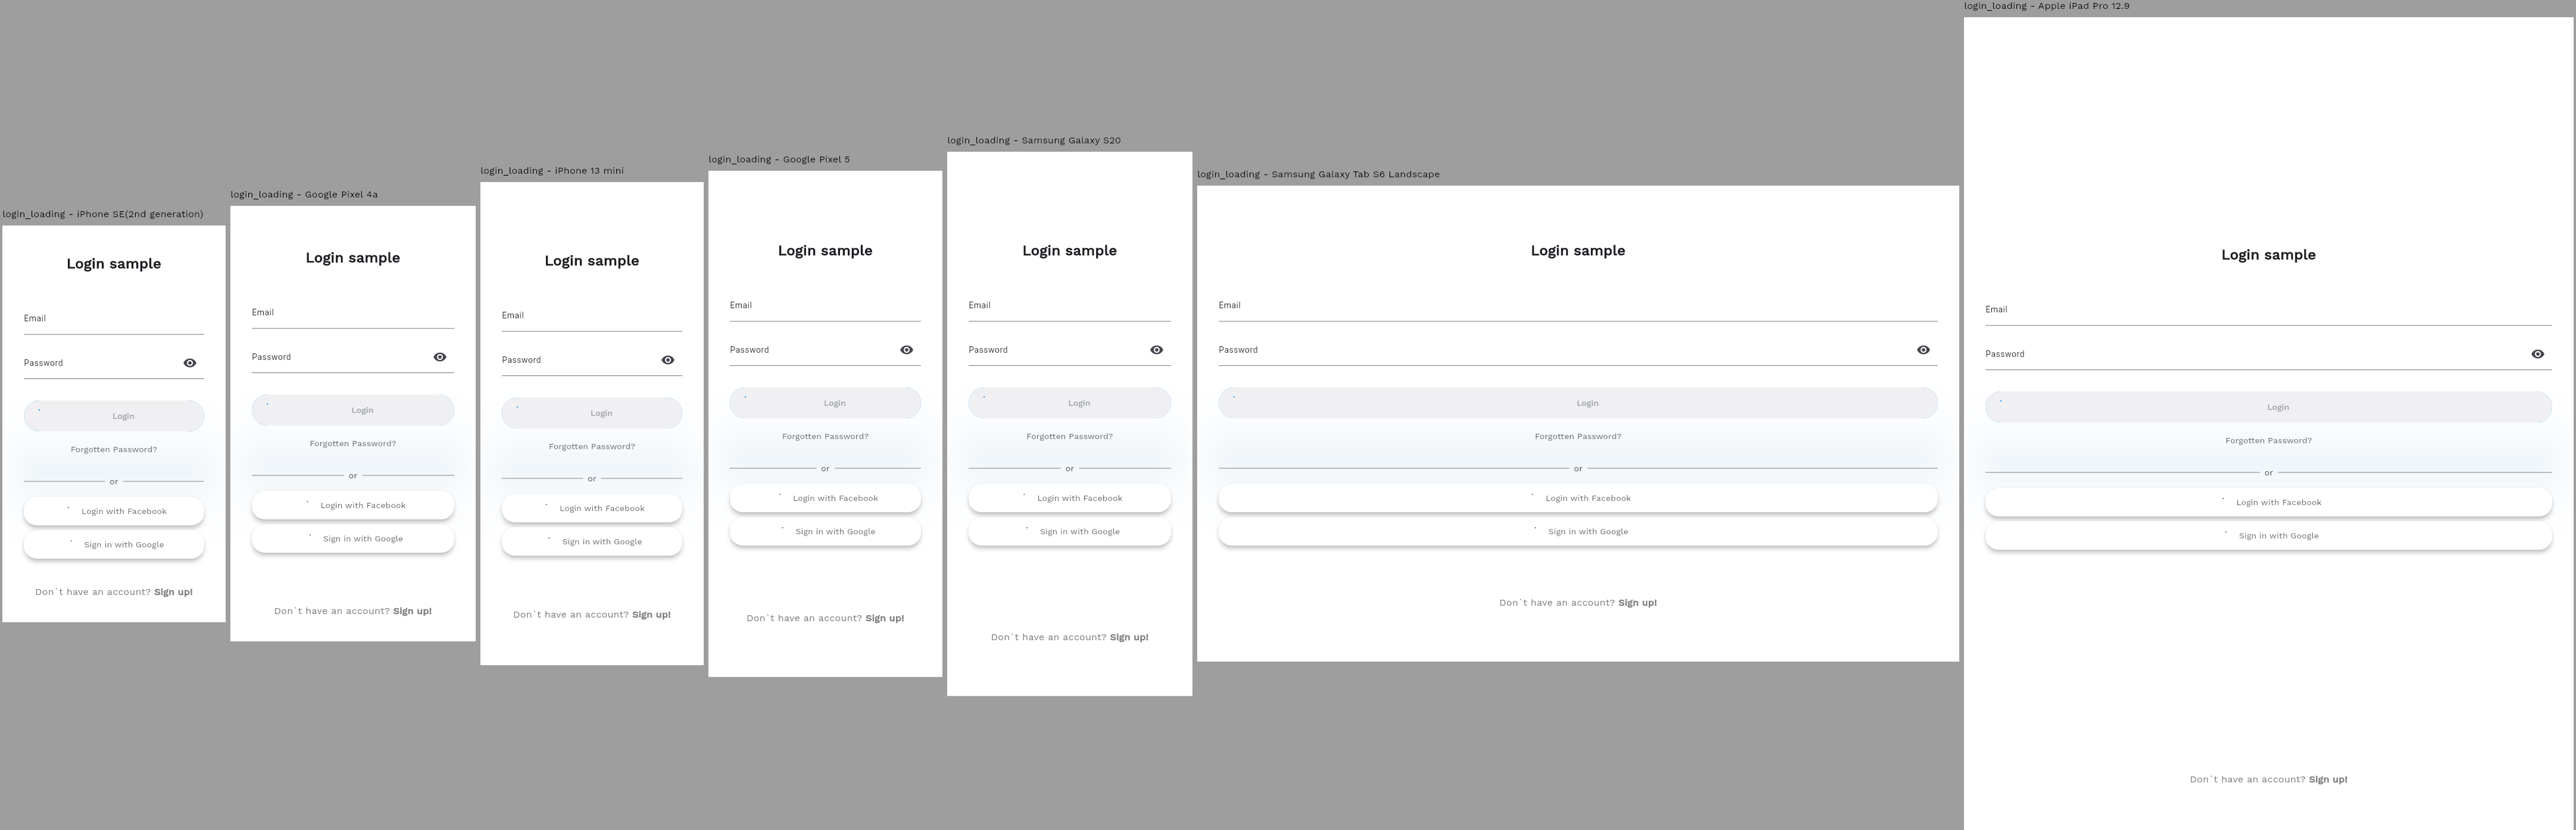 login_loading - iPhone SE(2nd generation)
Login sample
Email
Password
Login
Forgotten Password?
or
Login with Facebook
Sign in with Google
Don´t have an account? Sign up!
login_loading - Google Pixel 4a
Login sample
Email
Password
Login
Forgotten Password?
or
Login with Facebook
Sign in with Google
Don´t have an account? Sign up!
login_loading - iPhone 13 mini
Login sample
Email
Password
Login
Forgotten Password?
or
Login with Facebook
Sign in with Google
Don´t have an account? Sign up!
login_loading - Google Pixel 5
Login sample
Email
Password
Login
Forgotten Password?
or
Login with Facebook
Sign in with Google
Don´t have an account? Sign up!
login_loading - Samsung Galaxy S20
Login sample
Email
Password
Login
Forgotten Password?
or
Login with Facebook
Sign in with Google
Don´t have an account? Sign up!
login_loading - Samsung Galaxy Tab S6 Landscape
Login sample
Email
Password
Login
Forgotten Password?
or
Login with Facebook
Sign in with Google
Don´t have an account? Sign up!
login_loading - Apple iPad Pro 12.9
Login sample
Email
Password
Login
Forgotten Password?
or
Login with Facebook
Sign in with Google
Don´t have an account? Sign up!